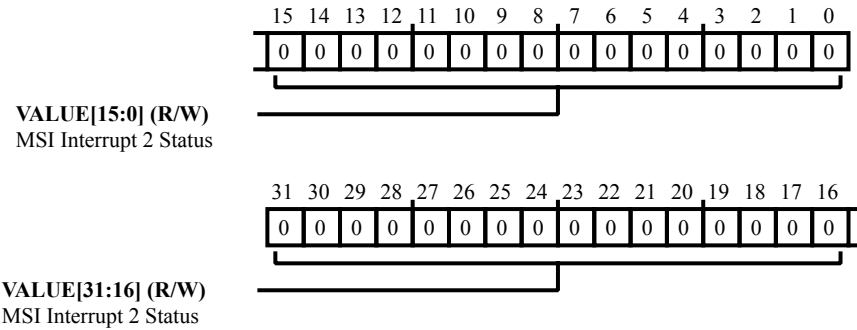 15 14 13 12 11 10 9 8 7 6 5 4 3 2 1 0
0 0 0 0 0 0 0 0 0 0 0 0 0 0 0 0
VALUE[15:0] (R/W)
MSI Interrupt 2 Status
31 30 29 28 27 26 25 24 23 22 21 20 19 18 17 16
0 0 0 0 0 0 0 0 0 0 0 0 0 0 0 0
VALUE[31:16] (R/W)
MSI Interrupt 2 Status